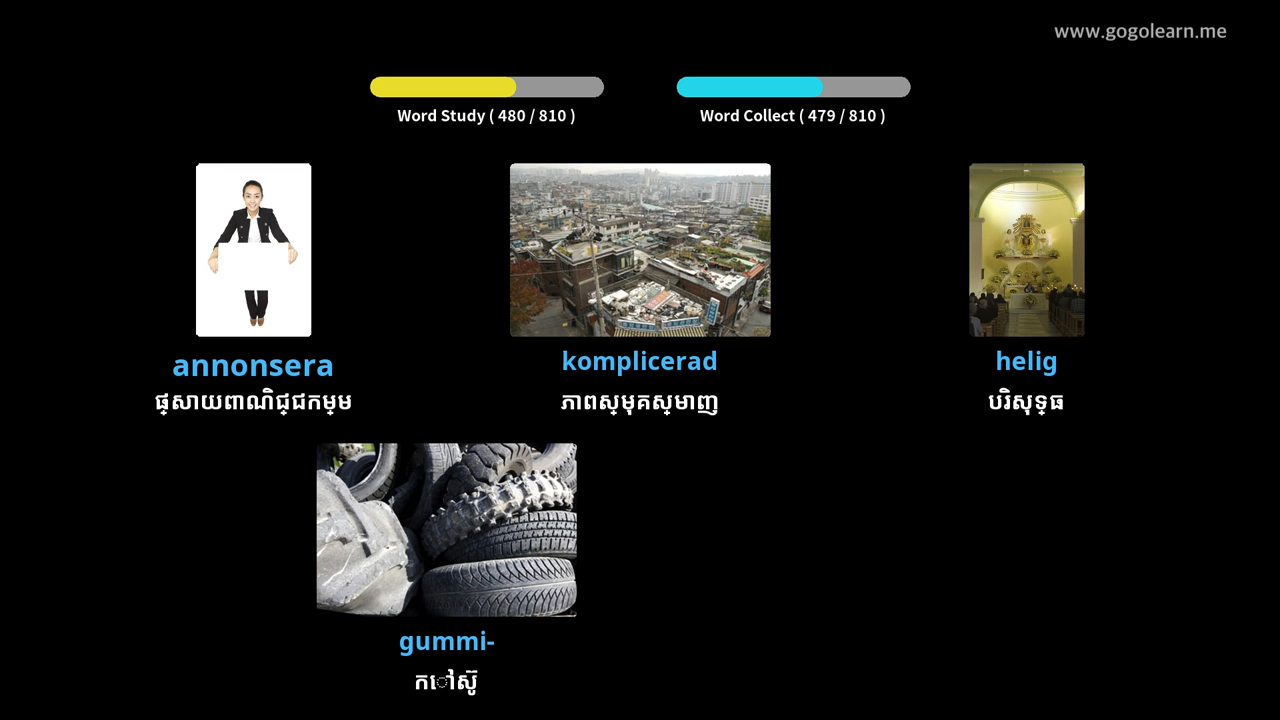 www.gogolearn.me
Word Study ( 480 / 810 )
Word Collect ( 479 / 810 )
annonsera
ផ្សាយពាណិជ្ជកម្ម
komplicerad
ភាពស្មុគស្មាញ
helig
បរិសុទ្ធ
gummi-
កៅស៊ូ